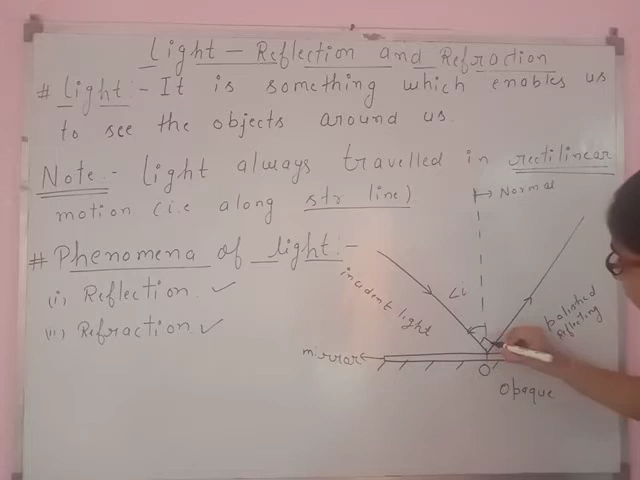 Light - Reflection and Refraction
# Light :- It is something which enables us
to see the objects around us.
Note :- Light always travelled in rectilinear
motion (i.e along str line)
# Phenomena of light :-
(i) Reflection ✓
(ii) Refraction ✓
Normal
incident light
∠i
polished
reflecting
mirror
O
Opaque